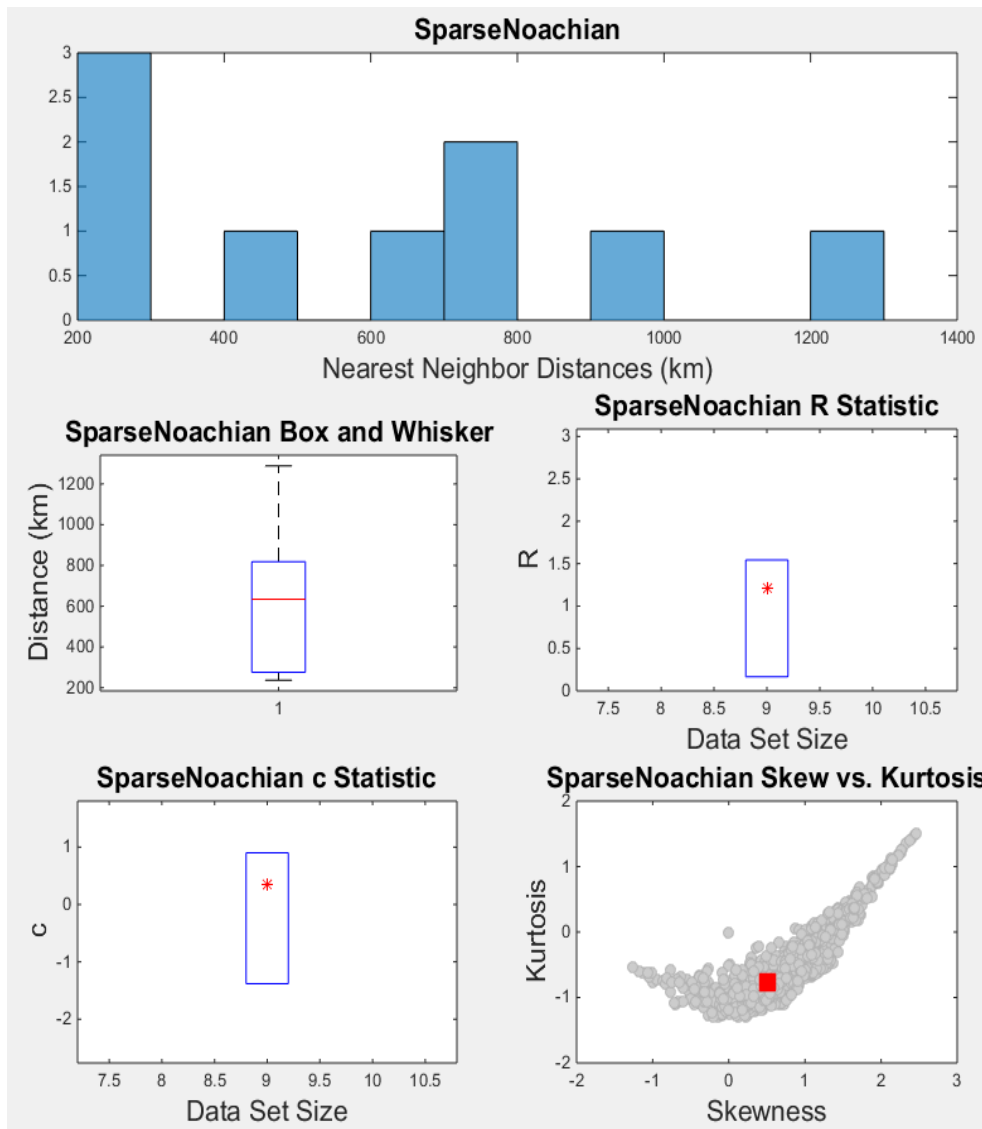 SparseNoachian
3
2.5
2
1.5
1
0.5
0
200 400 600 800 1000 1200 1400
Nearest Neighbor Distances (km)
SparseNoachian Box and Whisker
Distance (km)
1200
1000
800
600
400
200
1
SparseNoachian R Statistic
R
3
2.5
2
1.5
1
0.5
0
7.5 8 8.5 9 9.5 10 10.5
Data Set Size
SparseNoachian c Statistic
c
1
0
-1
-2
7.5 8 8.5 9 9.5 10 10.5
Data Set Size
SparseNoachian Skew vs. Kurtosis
Kurtosis
2
1
0
-1
-2
-2 -1 0 1 2 3
Skewness